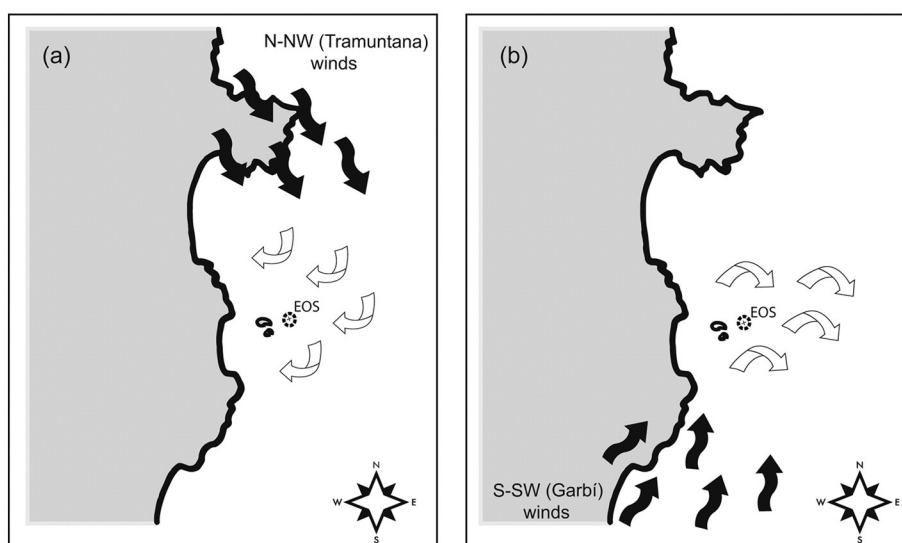 (a)
N-NW (Tramuntana)
winds
EOS
N
W E
S
(b)
EOS
S-SW (Garbí)
winds
N
W E
S